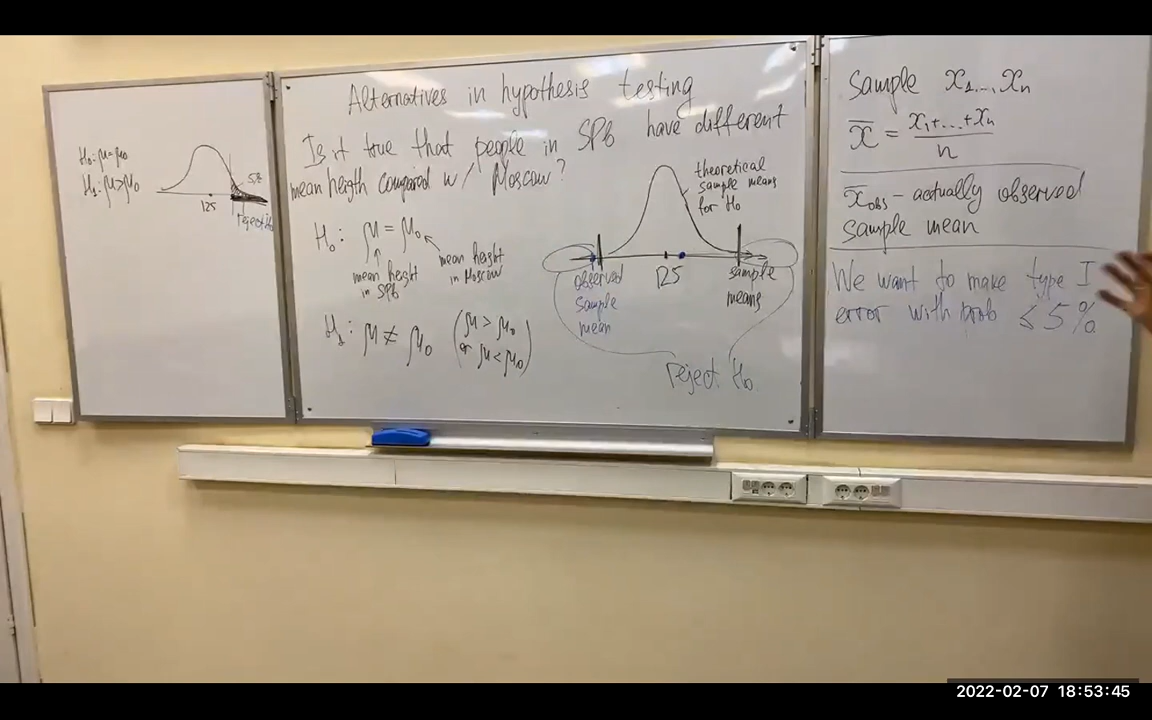 H₀: μ=μ₀
H₁: μ>μ₀
5%
125
reject H₀
Alternatives in hypothesis testing
Is it true that people in SPb have different
mean heigth compared w/ Moscow?
H₀: μ = μ₀
mean height
in SPb
mean height
in Moscow
H₁: μ ≠ μ₀
(μ > μ₀
or μ < μ₀)
theoretical
sample means
for H₀
observed
sample
mean
125
sample
means
reject H₀
Sample x₁,...,xₙ
x̄ = x₁+...+xₙ
n
x̄obs – actually observed
sample mean
We want to make type I
error with prob ≤ 5%
2022-02-07 18:53:45